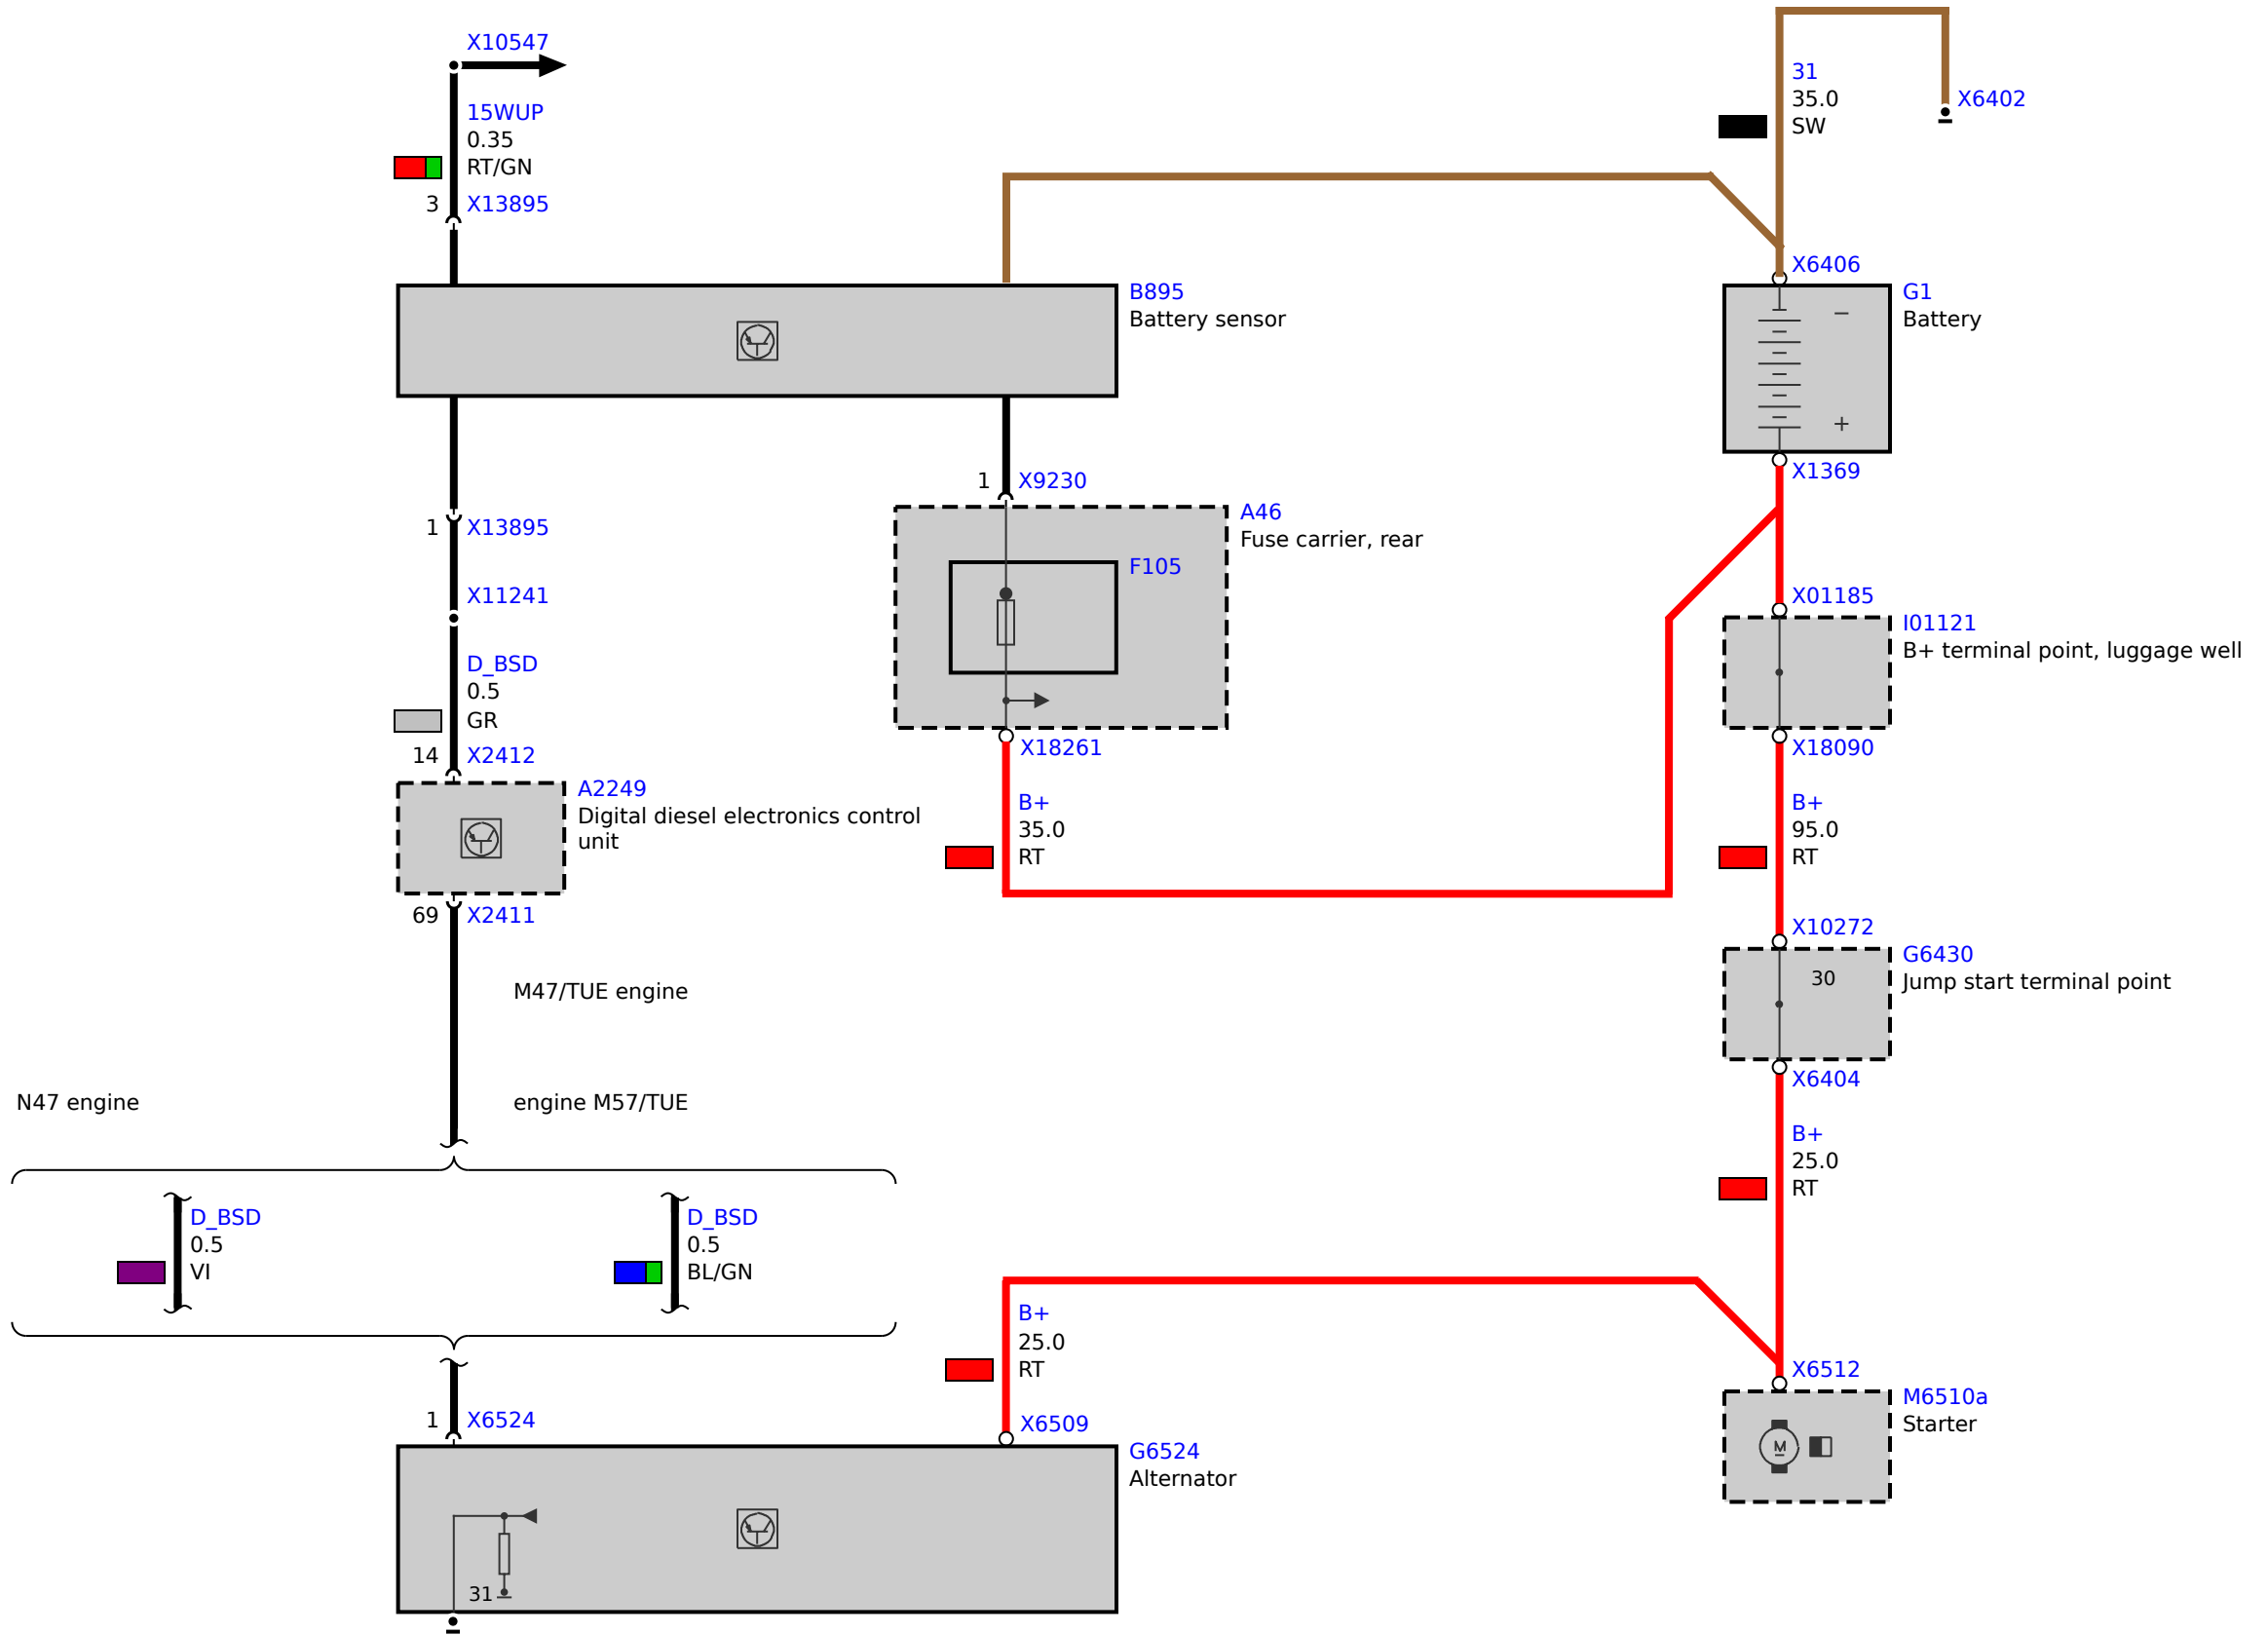 X10547
15WUP
0.35
RT/GN
3 X13895
31
35.0
SW
X6402
X6406
B895
Battery sensor
G1
Battery
−
+
X1369
1 X9230
A46
Fuse carrier, rear
F105
1 X13895
X11241
D_BSD
0.5
GR
14 X2412
X01185
I01121
B+ terminal point, luggage well
X18261
X18090
A2249
Digital diesel electronics control
unit
B+
35.0
RT
B+
95.0
RT
69 X2411
X10272
G6430
Jump start terminal point
30
M47/TUE engine
X6404
N47 engine
engine M57/TUE
B+
25.0
RT
D_BSD
0.5
VI
D_BSD
0.5
BL/GN
B+
25.0
RT
X6512
M6510a
Starter
M
1 X6524
X6509
G6524
Alternator
31